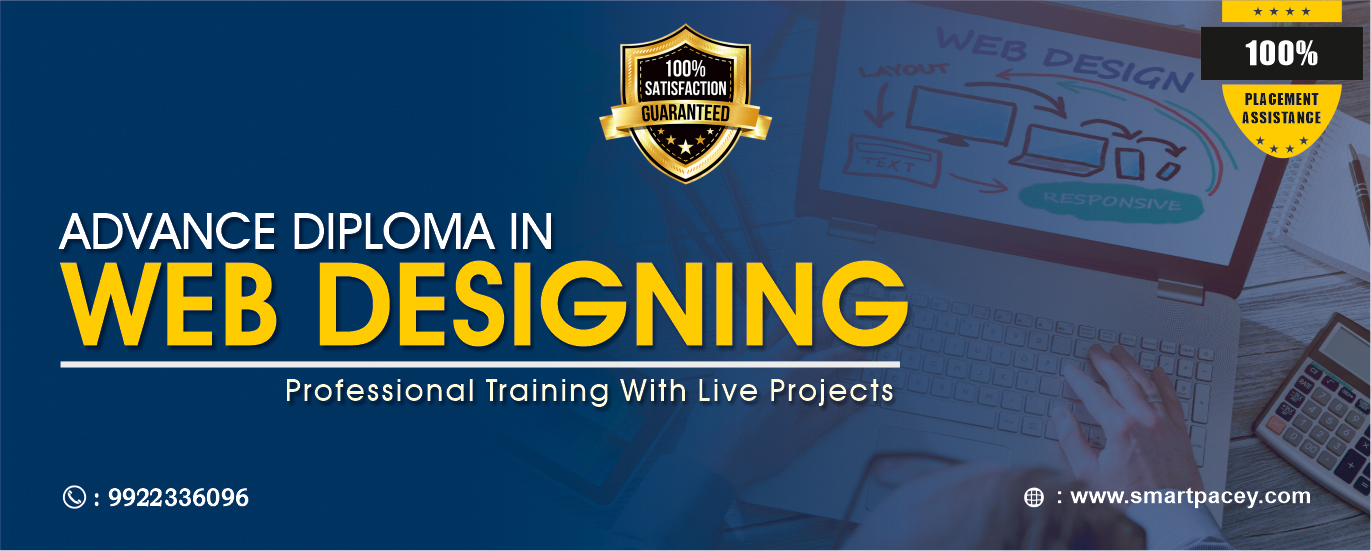 100%
SATISFACTION
GUARANTEED
WEB DESIGN
LAYOUT
TEXT
RESPONSIVE
100%
PLACEMENT
ASSISTANCE
ADVANCE DIPLOMA IN
WEB DESIGNING
Professional Training With Live Projects
: 9922336096
: www.smartpacey.com